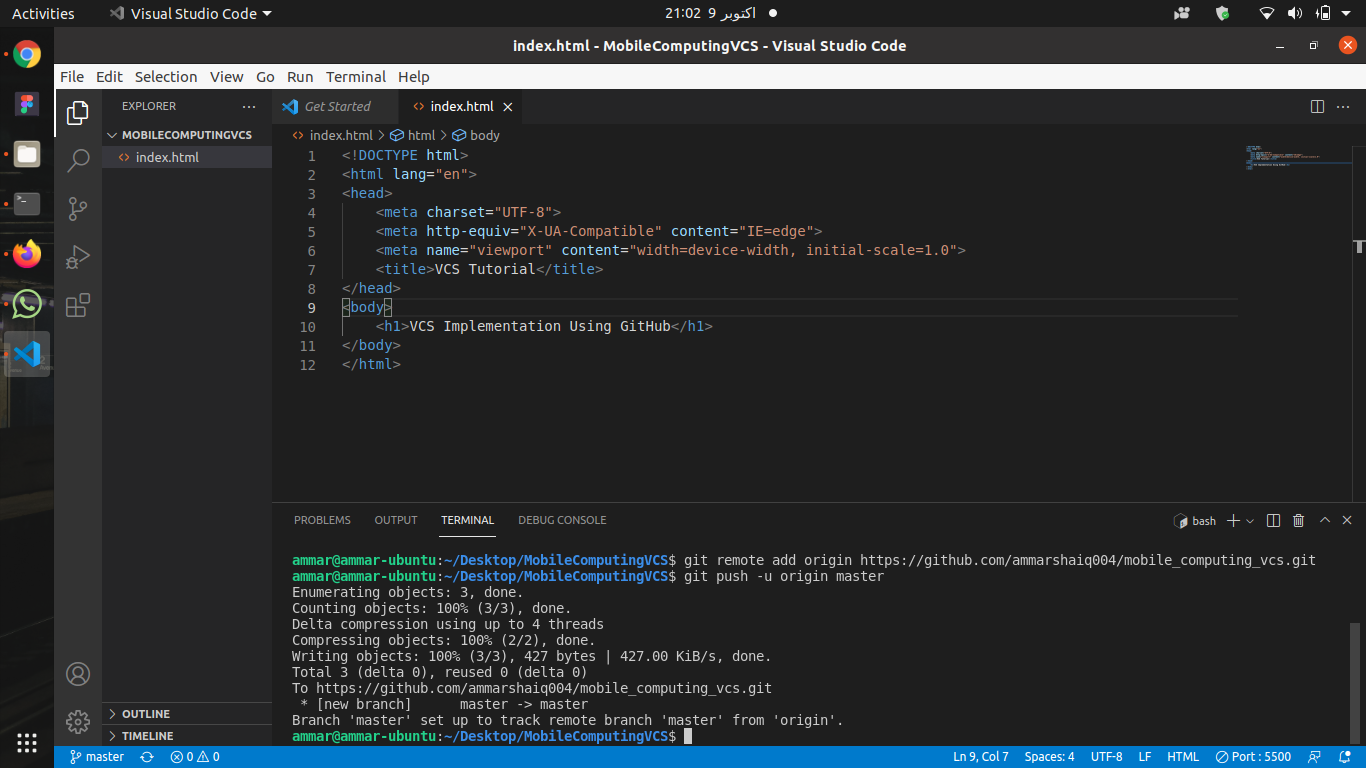 Activities
Visual Studio Code
21:02 9 اکتوبر
index.html - MobileComputingVCS - Visual Studio Code
File Edit Selection View Go Run Terminal Help
EXPLORER
MOBILECOMPUTINGVCS
index.html
OUTLINE
TIMELINE
Get Started
index.html
index.html > html > body
1 <!DOCTYPE html>
2 <html lang="en">
3 <head>
4 <meta charset="UTF-8">
5 <meta http-equiv="X-UA-Compatible" content="IE=edge">
6 <meta name="viewport" content="width=device-width, initial-scale=1.0">
7 <title>VCS Tutorial</title>
8 </head>
9 <body>
10 <h1>VCS Implementation Using GitHub</h1>
11 </body>
12 </html>
PROBLEMS OUTPUT TERMINAL DEBUG CONSOLE
bash
ammar@ammar-ubuntu:~/Desktop/MobileComputingVCS$ git remote add origin https://github.com/ammarshaiq004/mobile_computing_vcs.git
ammar@ammar-ubuntu:~/Desktop/MobileComputingVCS$ git push -u origin master
Enumerating objects: 3, done.
Counting objects: 100% (3/3), done.
Delta compression using up to 4 threads
Compressing objects: 100% (2/2), done.
Writing objects: 100% (3/3), 427 bytes | 427.00 KiB/s, done.
Total 3 (delta 0), reused 0 (delta 0)
To https://github.com/ammarshaiq004/mobile_computing_vcs.git
* [new branch] master -> master
Branch 'master' set up to track remote branch 'master' from 'origin'.
ammar@ammar-ubuntu:~/Desktop/MobileComputingVCS$
master 0 0 Ln 9, Col 7 Spaces: 4 UTF-8 LF HTML Port : 5500